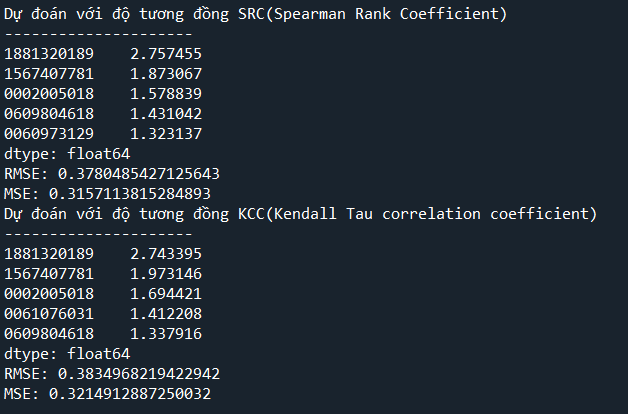 Dự đoán với độ tương đồng SRC(Spearman Rank Coefficient)
---------------------
1881320189    2.757455
1567407781    1.873067
0002005018    1.578839
0609804618    1.431042
0060973129    1.323137
dtype: float64
RMSE: 0.3780485427125643
MSE: 0.3157113815284893
Dự đoán với độ tương đồng KCC(Kendall Tau correlation coefficient)
---------------------
1881320189    2.743395
1567407781    1.973146
0002005018    1.694421
0061076031    1.412208
0609804618    1.337916
dtype: float64
RMSE: 0.3834968219422942
MSE: 0.3214912887250032